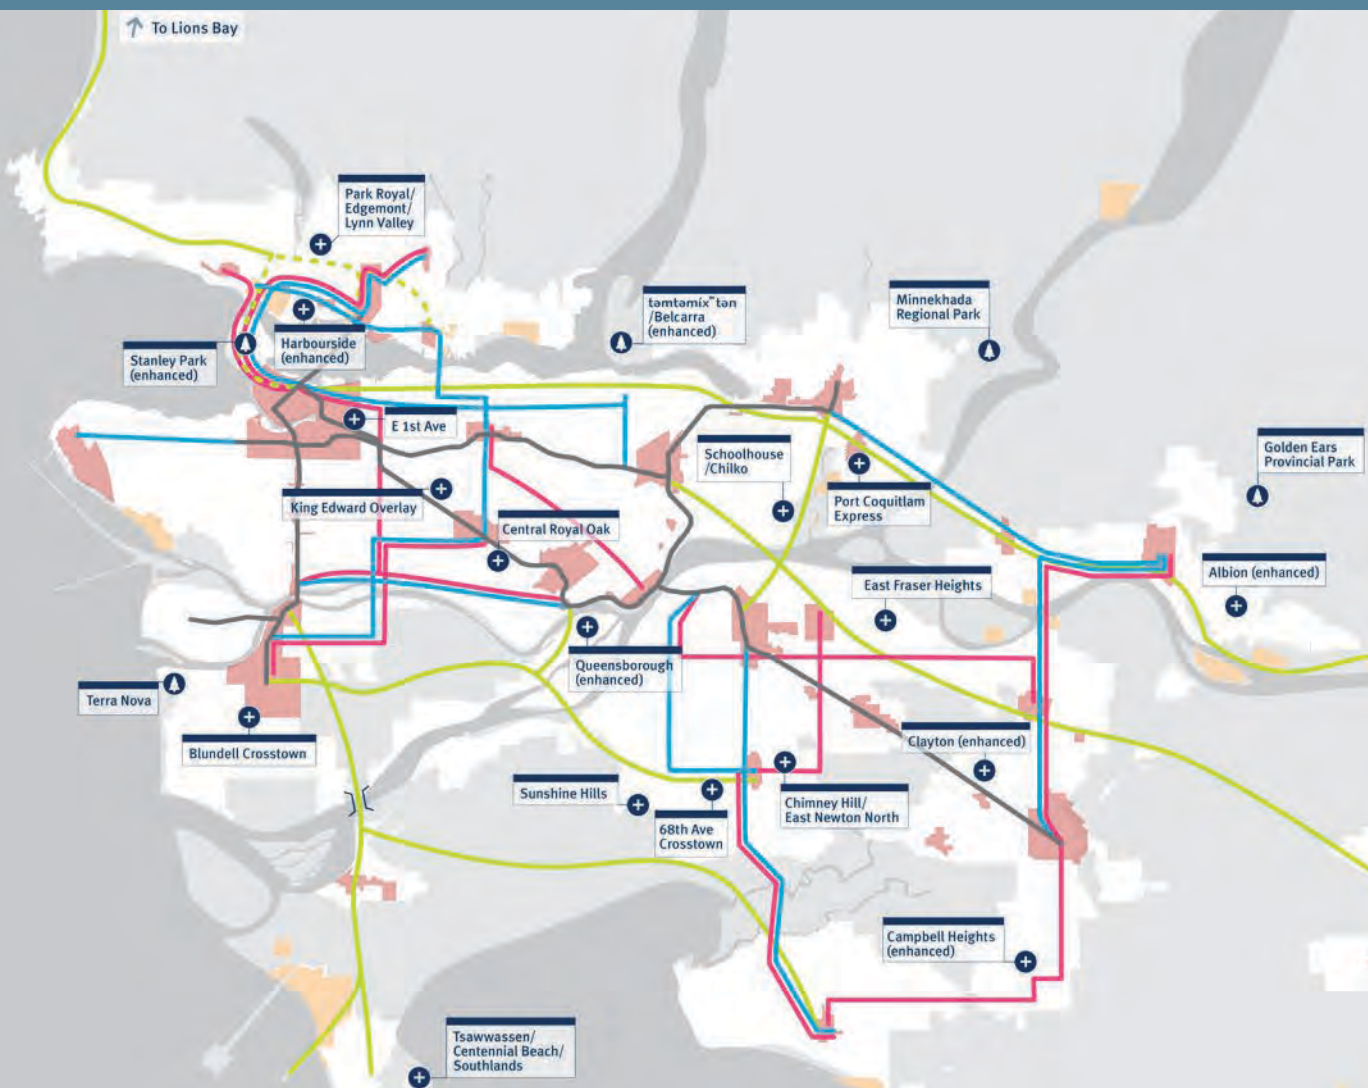 To Lions Bay
Park Royal/
Edgemont/
Lynn Valley
təmtəmíxʷtən
/Belcarra
(enhanced)
Minnekhada
Regional Park
Harbourside
(enhanced)
Stanley Park
(enhanced)
E 1st Ave
Schoolhouse
/Chilko
Golden Ears
Provincial Park
King Edward Overlay
Port Coquitlam
Express
Central Royal Oak
Albion (enhanced)
East Fraser Heights
Queensborough
(enhanced)
Terra Nova
Blundell Crosstown
Clayton (enhanced)
Sunshine Hills
Chimney Hill/
East Newton North
68th Ave
Crosstown
Campbell Heights
(enhanced)
Tsawwassen/
Centennial Beach/
Southlands